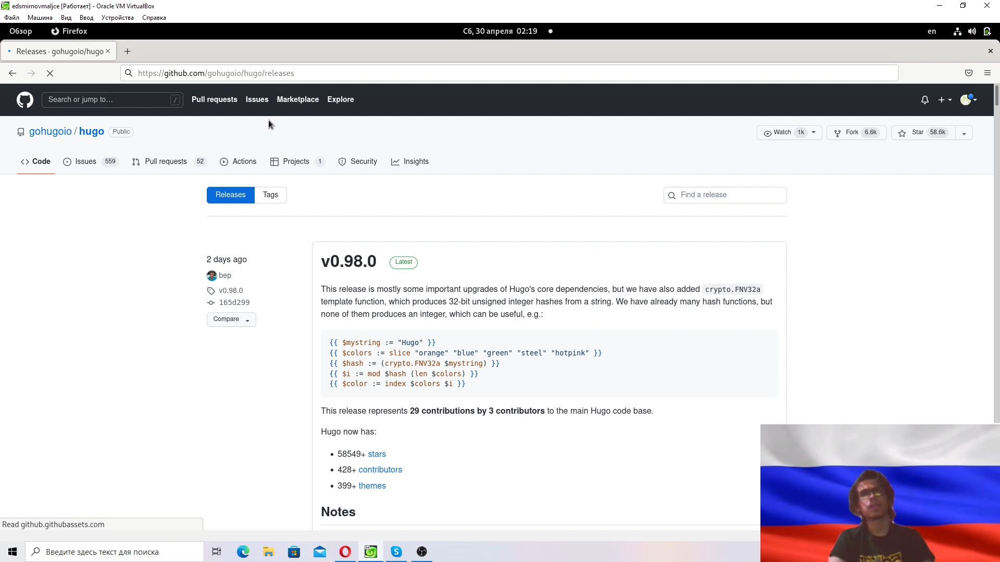 edsmirnovmaljce [Работает] - Oracle VM VirtualBox
Файл Машина Вид Ввод Устройства Справка
Обзор Firefox Сб, 30 апреля 02:19 en
Releases · gohugoio/hugo
https://github.com/gohugoio/hugo/releases
Search or jump to… / Pull requests Issues Marketplace Explore
gohugoio / hugo Public Watch 1k Fork 6.6k Star 58.6k
Code Issues 559 Pull requests 52 Actions Projects 1 Security Insights
Releases Tags Find a release
2 days ago
bep
v0.98.0
165d299
Compare
v0.98.0 Latest
This release is mostly some important upgrades of Hugo's core dependencies, but we have also added crypto.FNV32a
template function, which produces 32-bit unsigned integer hashes from a string. We have already many hash functions, but
none of them produces an integer, which can be useful, e.g.:
{{ $mystring := "Hugo" }}
{{ $colors := slice "orange" "blue" "green" "steel" "hotpink" }}
{{ $hash := (crypto.FNV32a $mystring) }}
{{ $i := mod $hash (len $colors) }}
{{ $color := index $colors $i }}
This release represents 29 contributions by 3 contributors to the main Hugo code base.
Hugo now has:
• 58549+ stars
• 428+ contributors
• 399+ themes
Notes
Read github.githubassets.com
Введите здесь текст для поиска